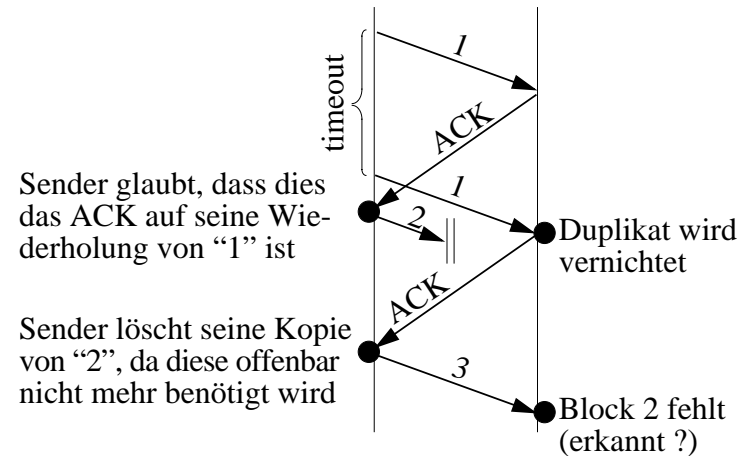 1
timeout
ACK
Sender glaubt, dass dies
das ACK auf seine Wie-
derholung von “1” ist
1
2
Duplikat wird
vernichtet
ACK
Sender löscht seine Kopie
von “2”, da diese offenbar
nicht mehr benötigt wird
3
Block 2 fehlt
(erkannt ?)